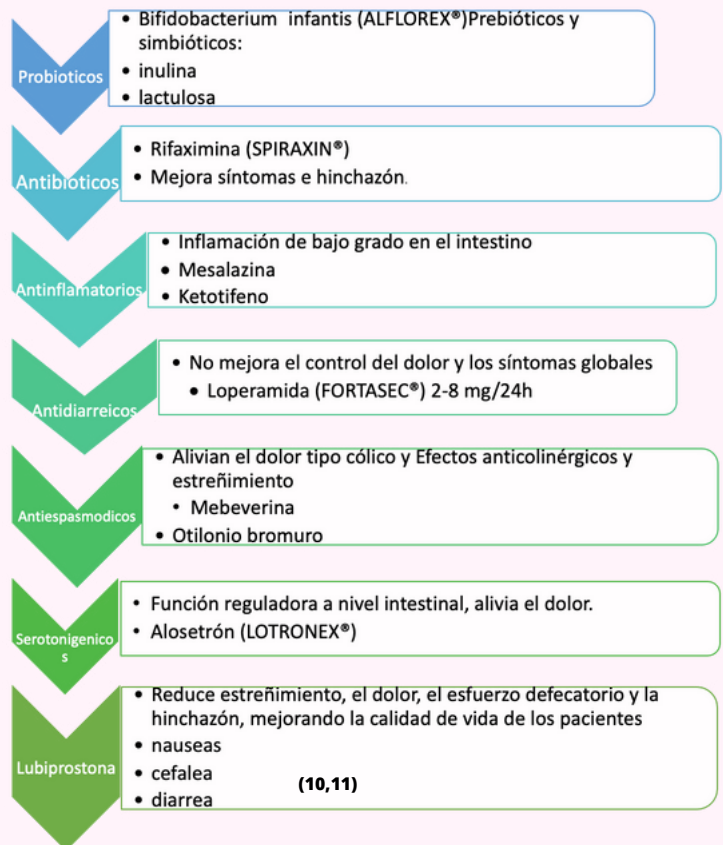 Probioticos
• Bifidobacterium infantis (ALFLOREX®)Prebióticos y
simbióticos:
• inulina
• lactulosa
Antibioticos
• Rifaximina (SPIRAXIN®)
• Mejora síntomas e hinchazón.
Antinflamatorios
• Inflamación de bajo grado en el intestino
• Mesalazina
• Ketotifeno
Antidiarreicos
• No mejora el control del dolor y los síntomas globales
• Loperamida (FORTASEC®) 2-8 mg/24h
Antiespasmodicos
• Alivian el dolor tipo cólico y Efectos anticolinérgicos y
estreñimiento
• Mebeverina
• Otilonio bromuro
Serotonigenico
s
• Función reguladora a nivel intestinal, alivia el dolor.
• Alosetrón (LOTRONEX®)
Lubiprostona
• Reduce estreñimiento, el dolor, el esfuerzo defecatorio y la
hinchazón, mejorando la calidad de vida de los pacientes
• nauseas
• cefalea
• diarrea
(10,11)